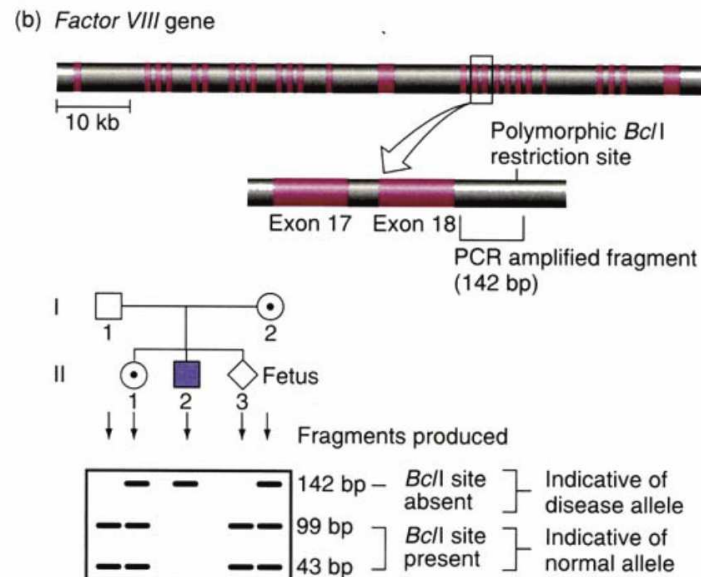 (b) Factor VIII gene
10 kb
Polymorphic BclI
restriction site
Exon 17
Exon 18
PCR amplified fragment
(142 bp)
I
1
2
II
Fetus
1
2
3
Fragments produced
142 bp
BclI site
absent
Indicative of
disease allele
99 bp
43 bp
BclI site
present
Indicative of
normal allele